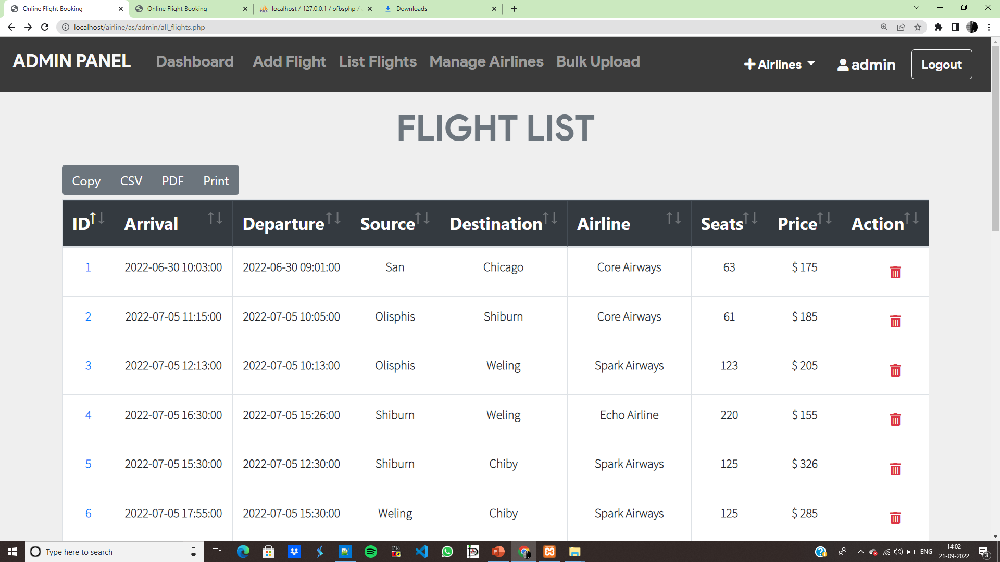 Online Flight Booking
Online Flight Booking
localhost / 127.0.0.1 / ofbsphp /
Downloads
localhost/airline/as/admin/all_flights.php
ADMIN PANEL Dashboard Add Flight List Flights Manage Airlines Bulk Upload Airlines admin Logout
FLIGHT LIST
Copy CSV PDF Print
ID Arrival Departure Source Destination Airline Seats Price Action
1 2022-06-30 10:03:00 2022-06-30 09:01:00 San Chicago Core Airways 63 $ 175
2 2022-07-05 11:15:00 2022-07-05 10:05:00 Olisphis Shiburn Core Airways 61 $ 185
3 2022-07-05 12:13:00 2022-07-05 10:13:00 Olisphis Weling Spark Airways 123 $ 205
4 2022-07-05 16:30:00 2022-07-05 15:26:00 Shiburn Weling Echo Airline 220 $ 155
5 2022-07-05 15:30:00 2022-07-05 12:30:00 Shiburn Chiby Spark Airways 125 $ 326
6 2022-07-05 17:55:00 2022-07-05 15:30:00 Weling Chiby Spark Airways 125 $ 285
Type here to search
ENG
14:02
21-09-2022
3